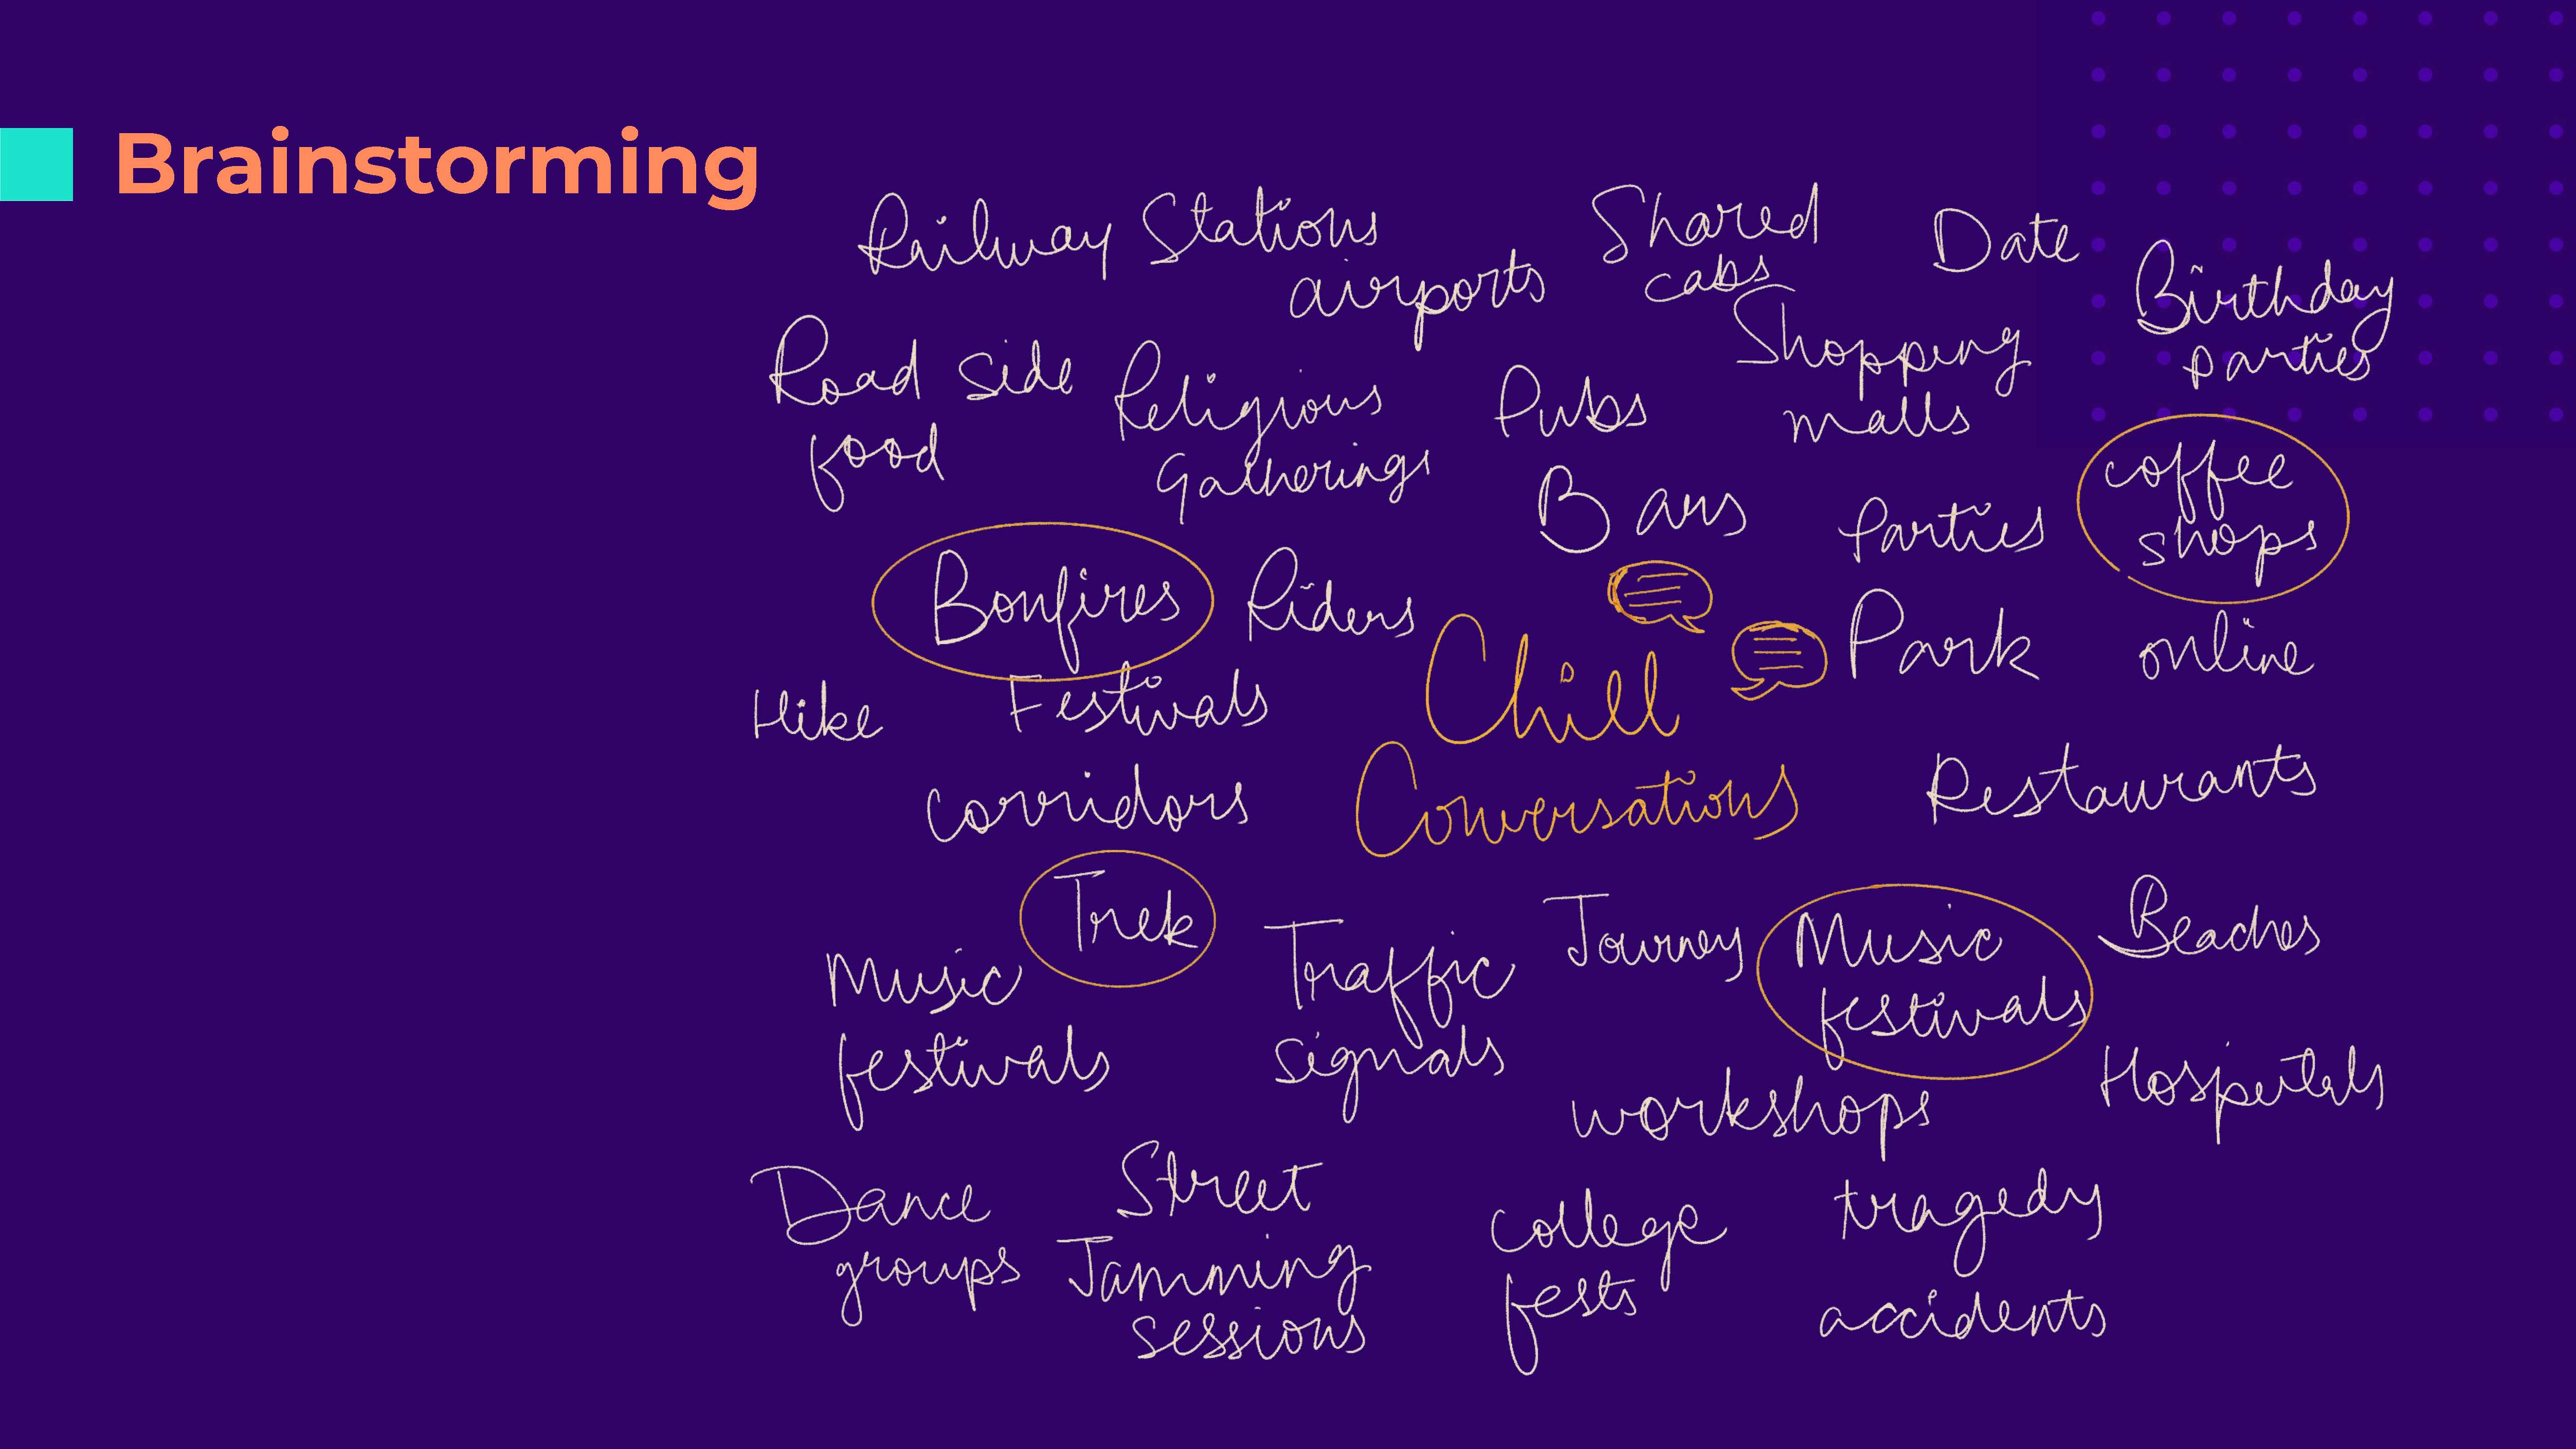 Brainstorming
Railway Stations
airports
Shared
cabs
Date
Birthday
parties
Road side
food
Religious
Gatherings
Pubs
Shopping
malls
Bars
Parties
coffee
shops
Bonfires
Riders
Park
online
Hike
Festivals
Chill
Conversations
corridors
Restaurants
Trek
Music
festivals
Traffic
signals
Journey
Music
festivals
Beaches
workshops
Hospitals
Dance
groups
Street
Jamming
sessions
college
fests
tragedy
accidents